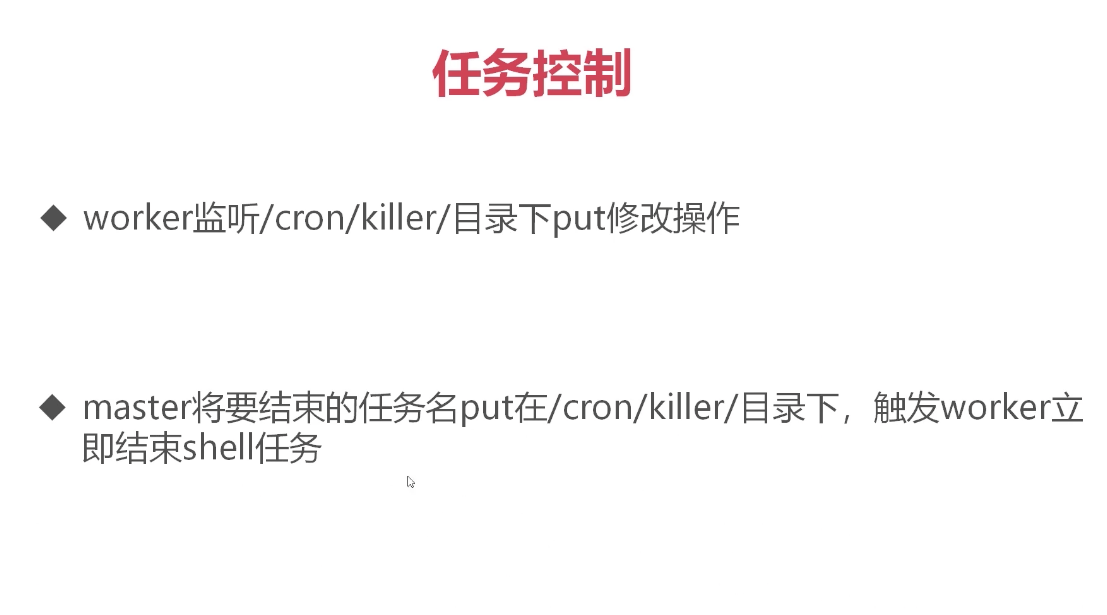 任务控制
◆ worker监听/cron/killer/目录下put修改操作
◆ master将要结束的任务名put在/cron/killer/目录下，触发worker立
即结束shell任务